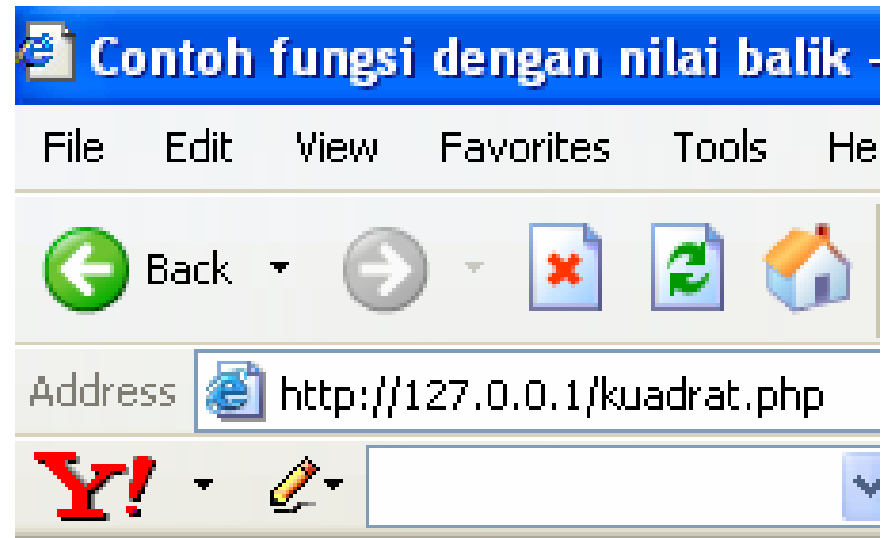 Contoh fungsi dengan nilai balik -
File Edit View Favorites Tools He
Back
Address http://127.0.0.1/kuadrat.php
Y!